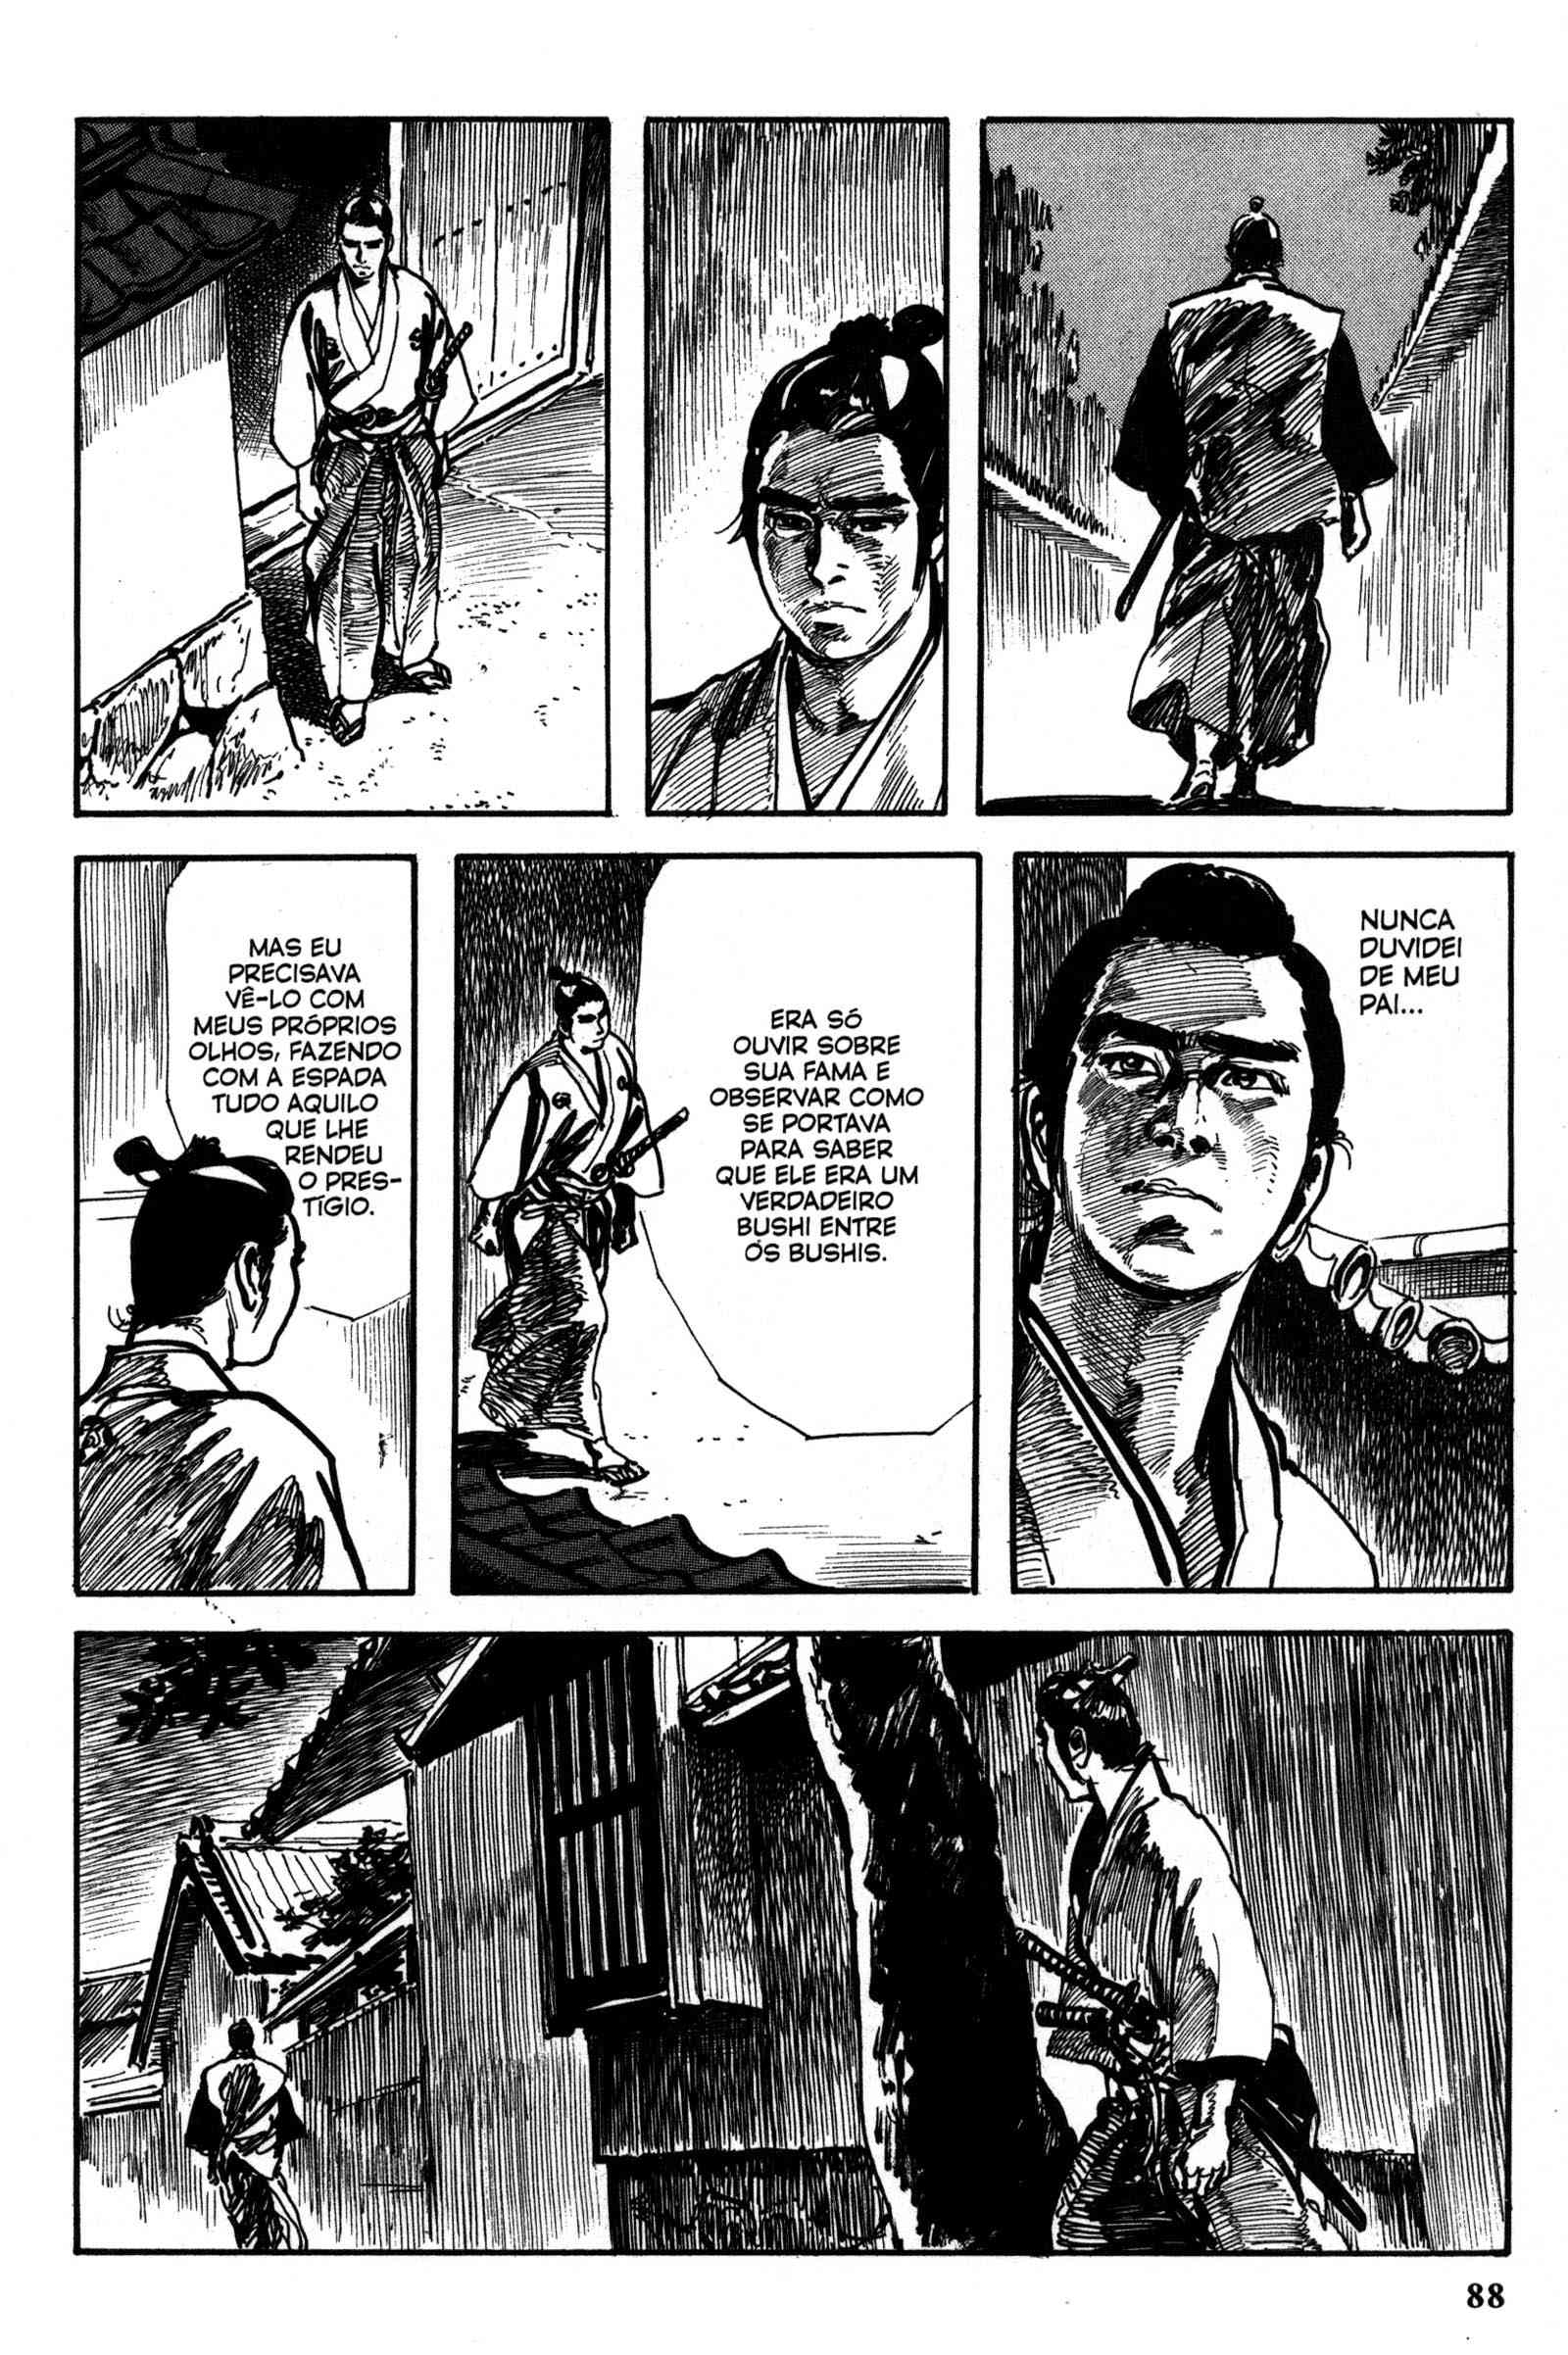 NUNCA
DUVIDEI
DE MEU
PAI...
ERA SÓ
OUVIR SOBRE
SUA FAMA E
OBSERVAR COMO
SE PORTAVA
PARA SABER
QUE ELE ERA UM
VERDADEIRO
BUSHI ENTRE
OS BUSHIS.
MAS EU
PRECISAVA
VÊ-LO COM
MEUS PRÓPRIOS
OLHOS, FAZENDO
COM A ESPADA
TUDO AQUILO
QUE LHE
RENDEU
O PRES-
TÍGIO.
88